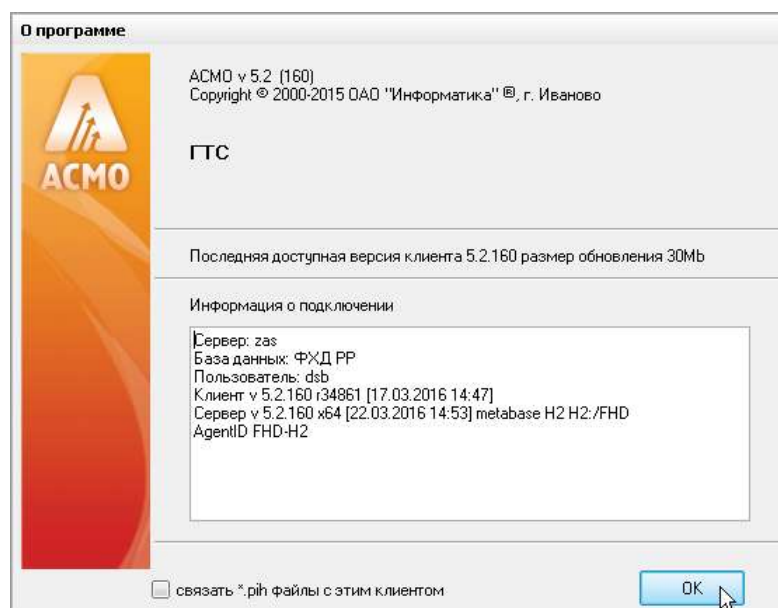 О программе
АСМО
АСМО v 5.2 (160)
Copyright © 2000-2015 ОАО "Информатика" ®, г. Иваново
ГТС
Последняя доступная версия клиента 5.2.160 размер обновления 30Mb
Информация о подключении
Сервер: zas
База данных: ФХД РР
Пользователь: dsb
Клиент v 5.2.160 r34861 [17.03.2016 14:47]
Сервер v 5.2.160 x64 [22.03.2016 14:53] metabase H2 H2:/FHD
AgentID FHD-H2
связать *.pih файлы с этим клиентом
OK